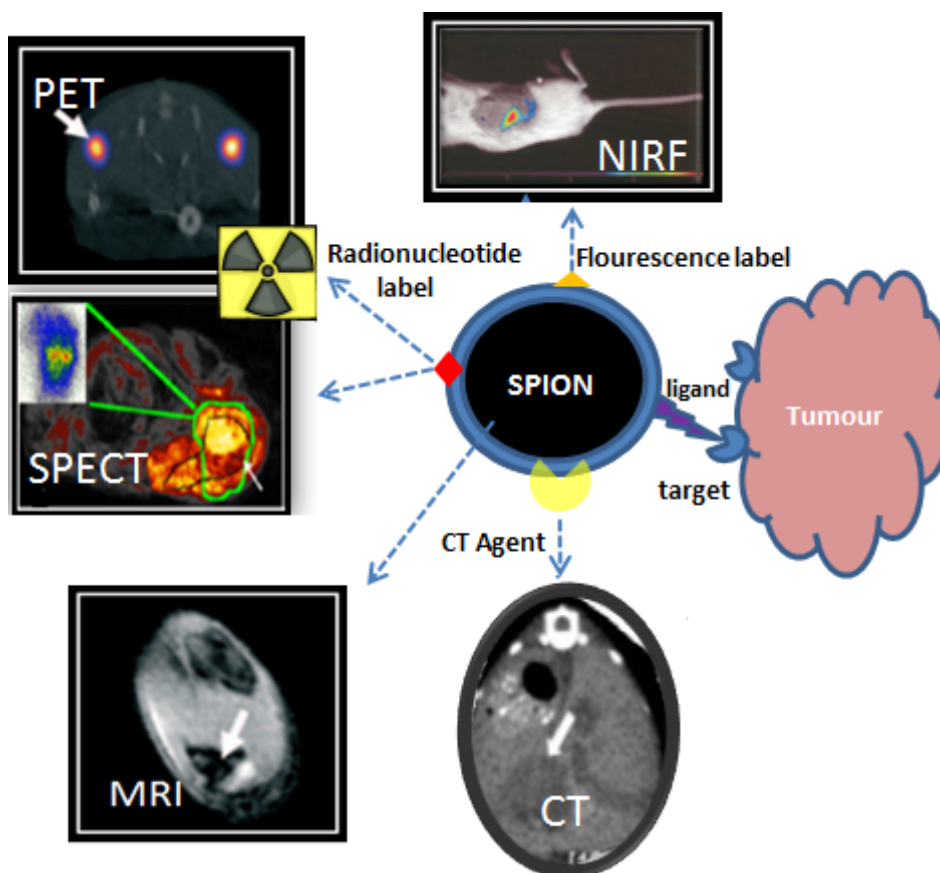 PET
NIRF
Radionucleotide
label
Flourescence label
SPION
ligand
Tumour
SPECT
target
CT Agent
MRI
CT